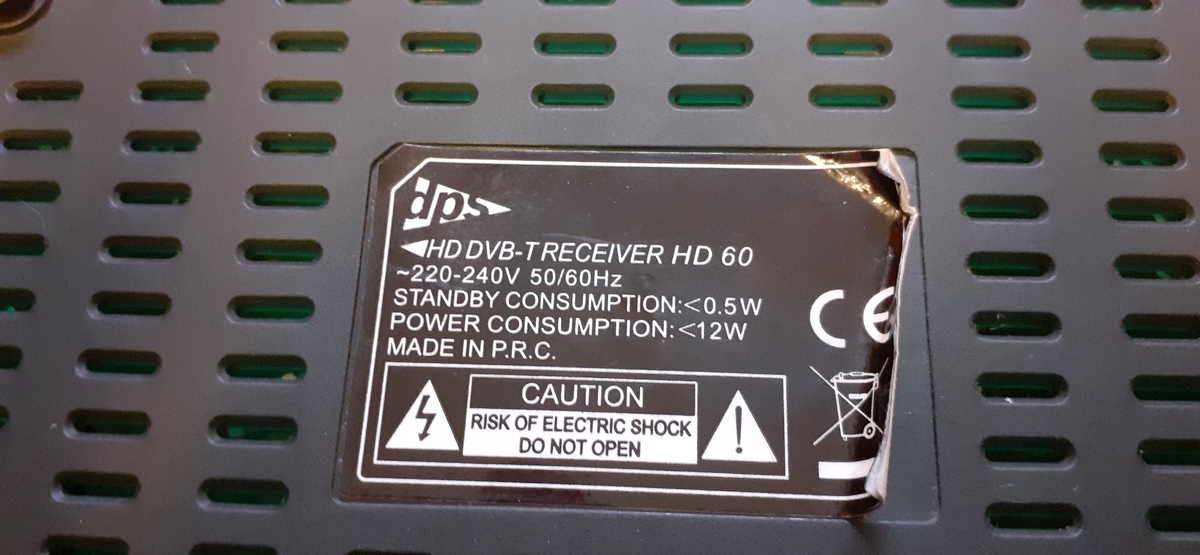 dps
HD DVB-T RECEIVER HD 60
~220-240V 50/60Hz
STANDBY CONSUMPTION:<0.5W
POWER CONSUMPTION:<12W
MADE IN P.R.C.
CE
CAUTION
RISK OF ELECTRIC SHOCK
DO NOT OPEN